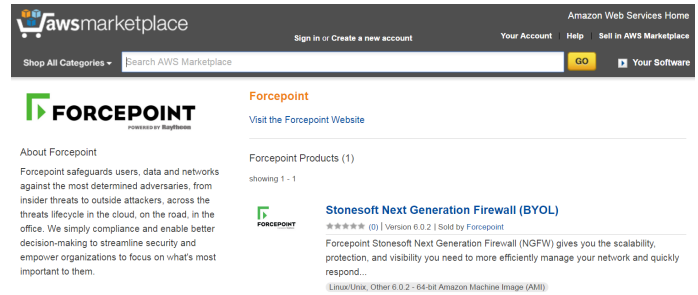 awsmarketplace
Amazon Web Services Home
Sign in or Create a new account
Your Account
Help
Sell in AWS Marketplace
Shop All Categories
Search AWS Marketplace
GO
Your Software
FORCEPOINT
POWERED BY Raytheon
About Forcepoint
Forcepoint safeguards users, data and networks
against the most determined adversaries, from
insider threats to outside attackers, across the
threats lifecycle in the cloud, on the road, in the
office. We simply compliance and enable better
decision-making to streamline security and
empower organizations to focus on what's most
important to them.
Forcepoint
Visit the Forcepoint Website
Forcepoint Products (1)
showing 1 - 1
FORCEPOINT
Stonesoft Next Generation Firewall (BYOL)
(0) | Version 6.0.2 | Sold by Forcepoint
Forcepoint Stonesoft Next Generation Firewall (NGFW) gives you the scalability,
protection, and visibility you need to more efficiently manage your network and quickly
respond...
Linux/Unix, Other 6.0.2 - 64-bit Amazon Machine Image (AMI)